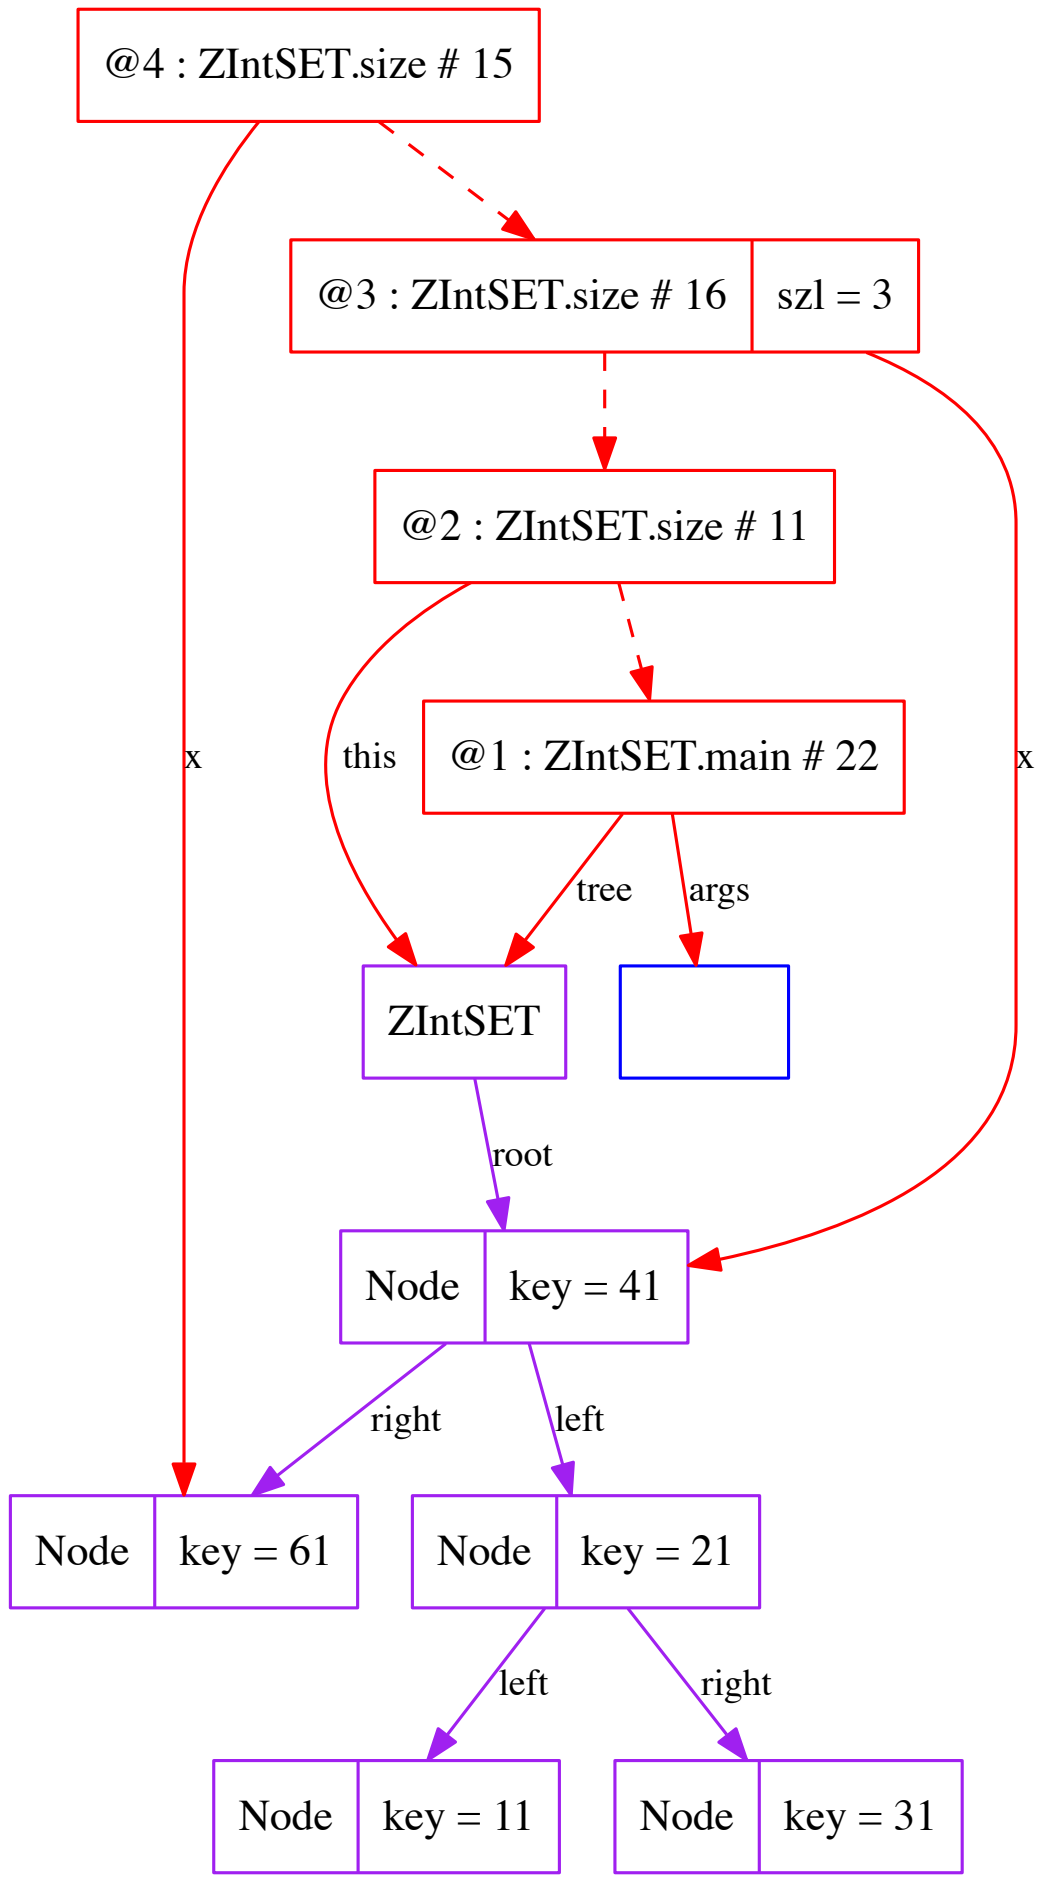 @4 : ZIntSET.size # 15
@3 : ZIntSET.size # 16 szl = 3
@2 : ZIntSET.size # 11
x
this
@1 : ZIntSET.main # 22
x
tree
args
ZIntSET
root
Node key = 41
right
left
Node key = 61
Node key = 21
left
right
Node key = 11
Node key = 31